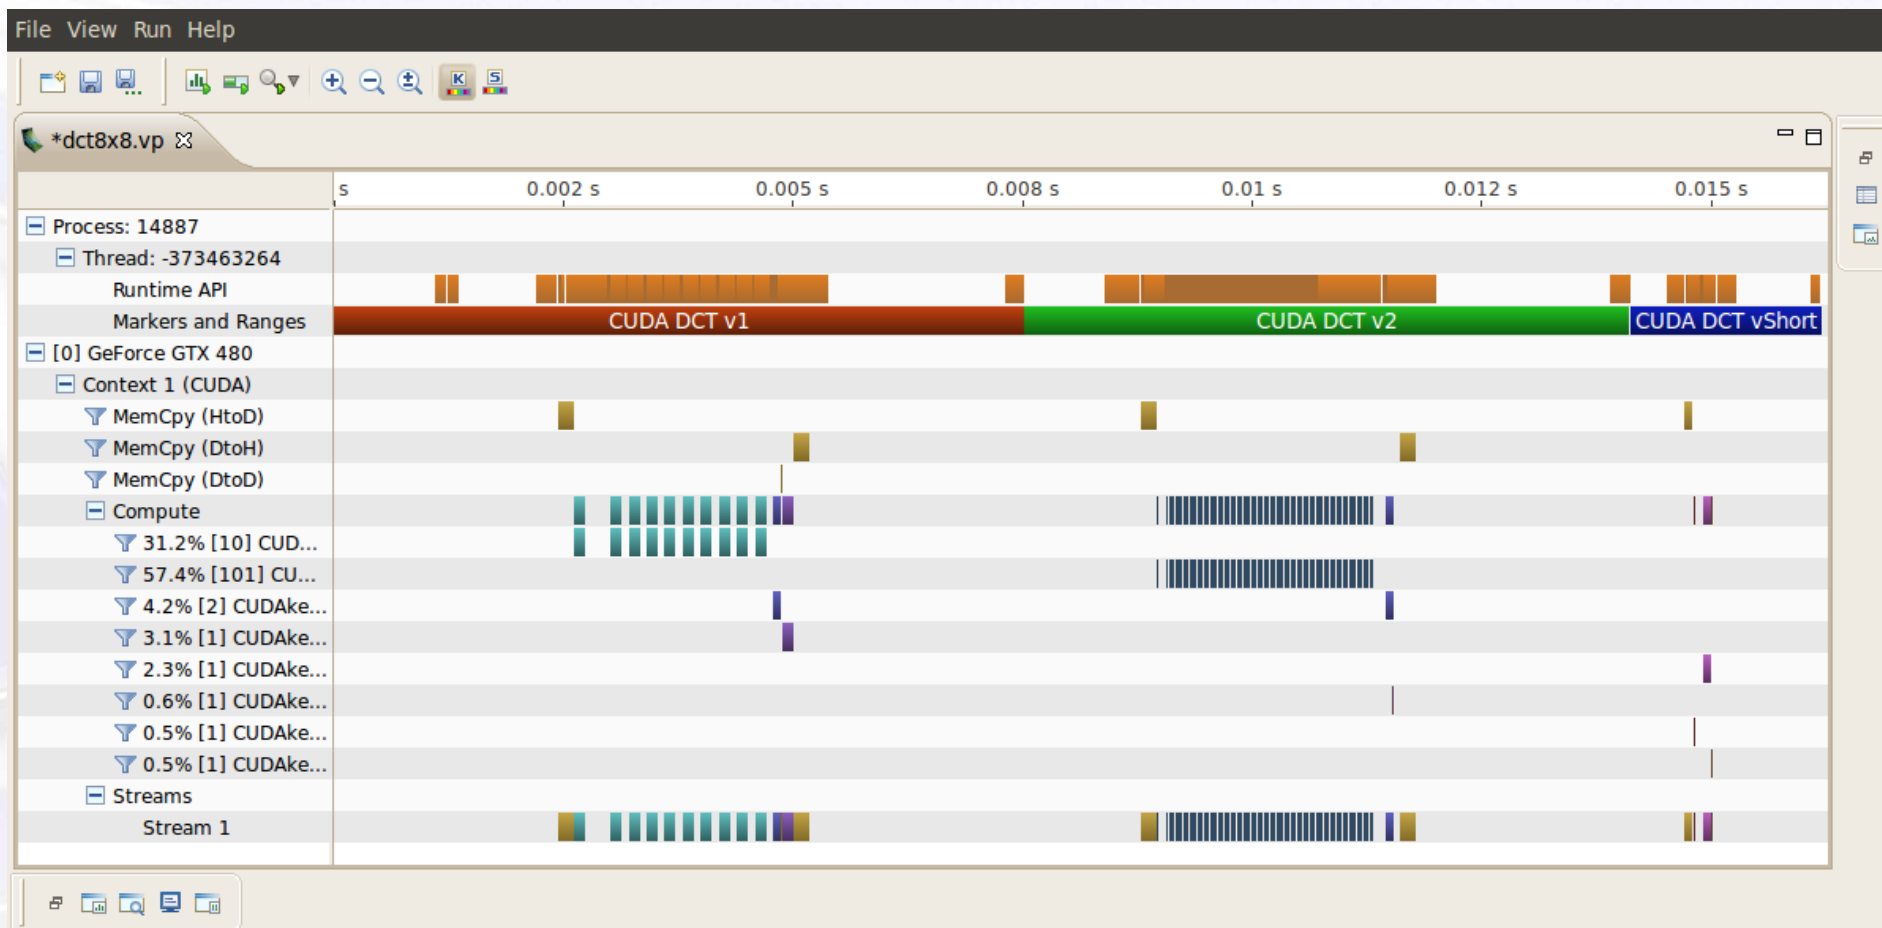 File View Run Help
K S
*dct8x8.vp
s 0.002 s 0.005 s 0.008 s 0.01 s 0.012 s 0.015 s
Process: 14887
Thread: -373463264
Runtime API
Markers and Ranges CUDA DCT v1 CUDA DCT v2 CUDA DCT vShort
[0] GeForce GTX 480
Context 1 (CUDA)
MemCpy (HtoD)
MemCpy (DtoH)
MemCpy (DtoD)
Compute
31.2% [10] CUD...
57.4% [101] CU...
4.2% [2] CUDAke...
3.1% [1] CUDAke...
2.3% [1] CUDAke...
0.6% [1] CUDAke...
0.5% [1] CUDAke...
0.5% [1] CUDAke...
Streams
Stream 1